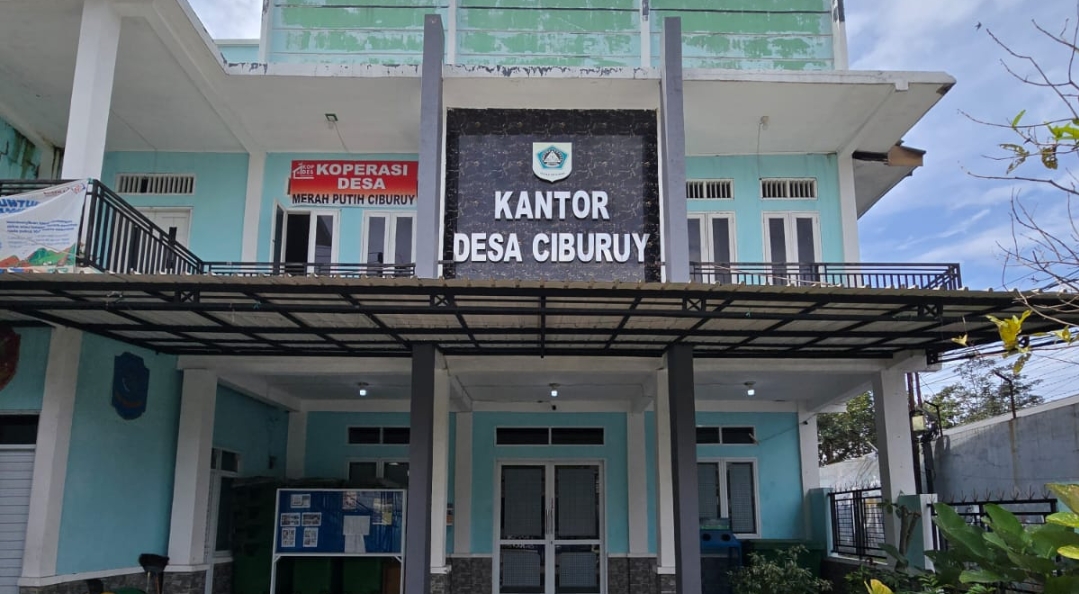 KOPERASI
DESA
MERAH PUTIH CIBURUY
KANTOR
DESA CIBURUY